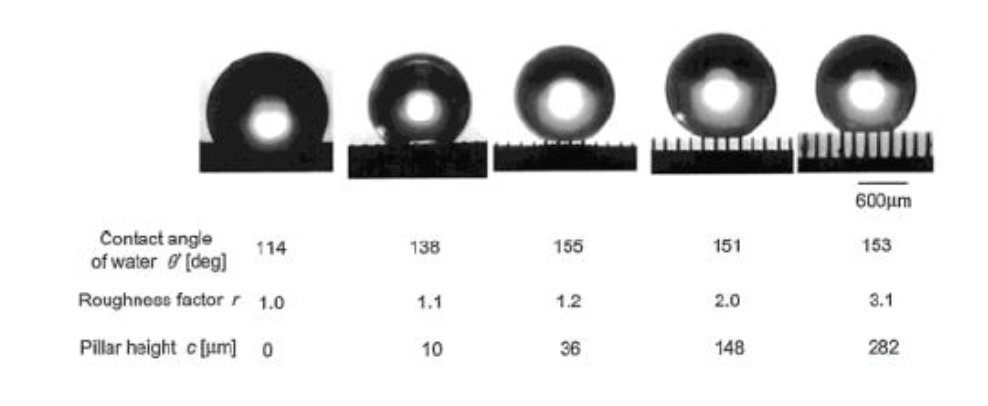 600μm
Contact angle
of water θ' [deg] 114 138 155 151 153
Roughness factor r 1.0 1.1 1.2 2.0 3.1
Pillar height c [μm] 0 10 36 148 282